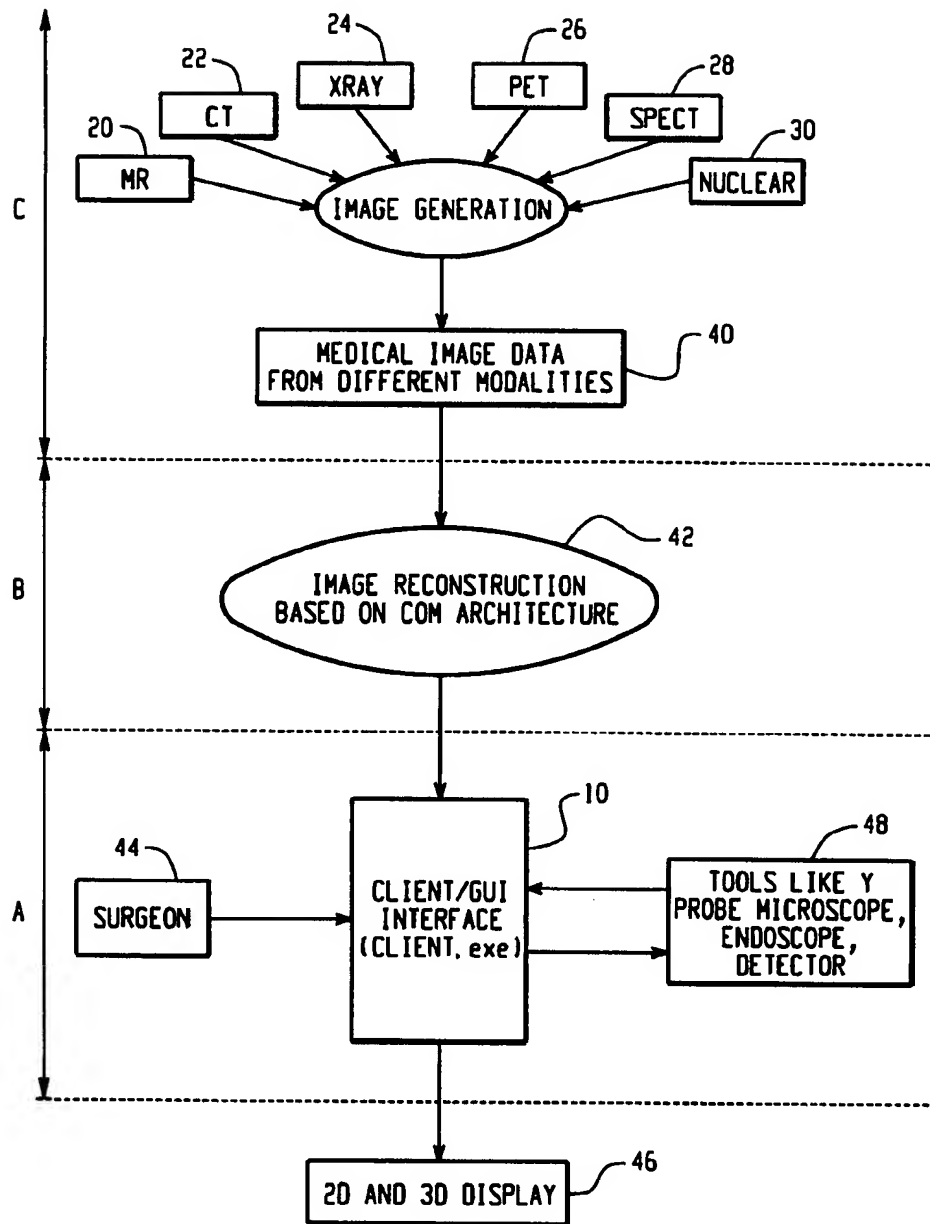 24
26
22
XRAY
PET
28
CT
SPECT
20
30
MR
NUCLEAR
C
IMAGE GENERATION
40
MEDICAL IMAGE DATA
FROM DIFFERENT MODALITIES
42
B
IMAGE RECONSTRUCTION
BASED ON COM ARCHITECTURE
10
44
48
A
SURGEON
CLIENT/GUI
INTERFACE
(CLIENT, exe)
TOOLS LIKE Y
PROBE MICROSCOPE,
ENDOSCOPE,
DETECTOR
46
2D AND 3D DISPLAY